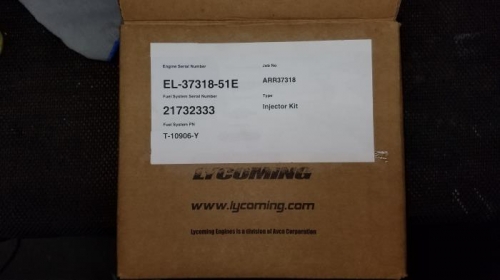 Engine Serial Number
EL-37318-51E
Fuel System Serial Number
21732333
Fuel System PN
T-10906-Y
Job No
ARR37318
Type
Injector Kit
LYCOMING
www.lycoming.com
Lycoming Engines is a division of Avco Corporation